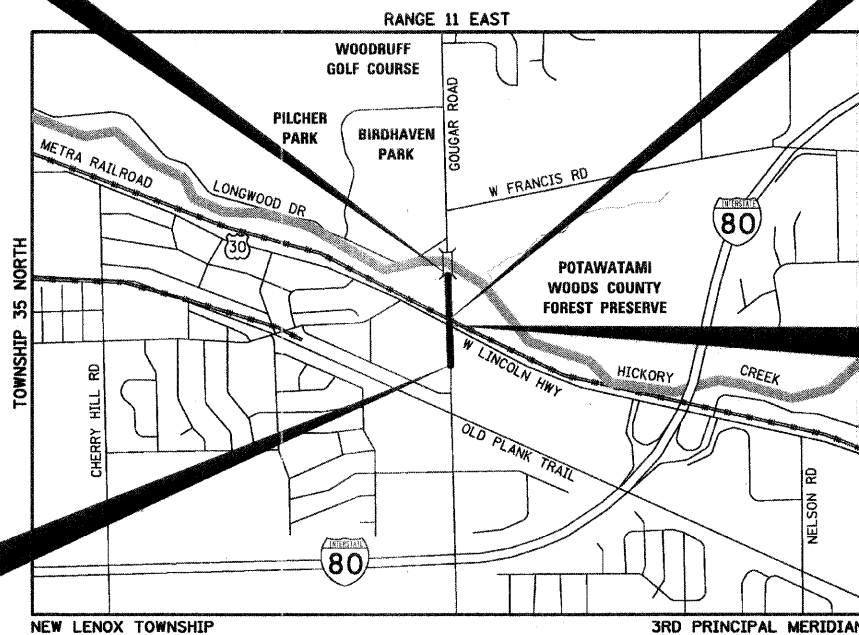 RANGE 11 EAST
WOODRUFF
GOLF COURSE
PILCHER
PARK
BIRDHAVEN
PARK
GOUGAR ROAD
METRA RAILROAD
LONGWOOD DR
W FRANCIS RD
INTERSTATE
80
30
TOWNSHIP 35 NORTH
POTAWATAMI
WOODS COUNTY
FOREST PRESERVE
W LINCOLN HWY
HICKORY
CREEK
CHERRY HILL RD
OLD PLANK TRAIL
NELSON RD
INTERSTATE
80
NEW LENOX TOWNSHIP
3RD PRINCIPAL MERIDIAN